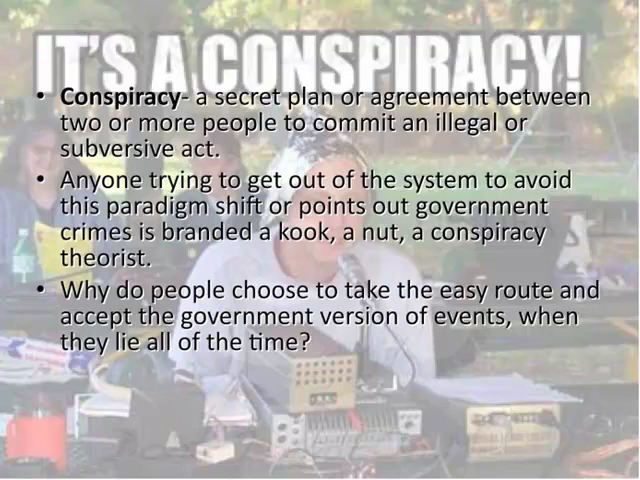 IT'S A CONSPIRACY!
• Conspiracy- a secret plan or agreement between
two or more people to commit an illegal or
subversive act.
• Anyone trying to get out of the system to avoid
this paradigm shift or points out government
crimes is branded a kook, a nut, a conspiracy
theorist.
• Why do people choose to take the easy route and
accept the government version of events, when
they lie all of the time?